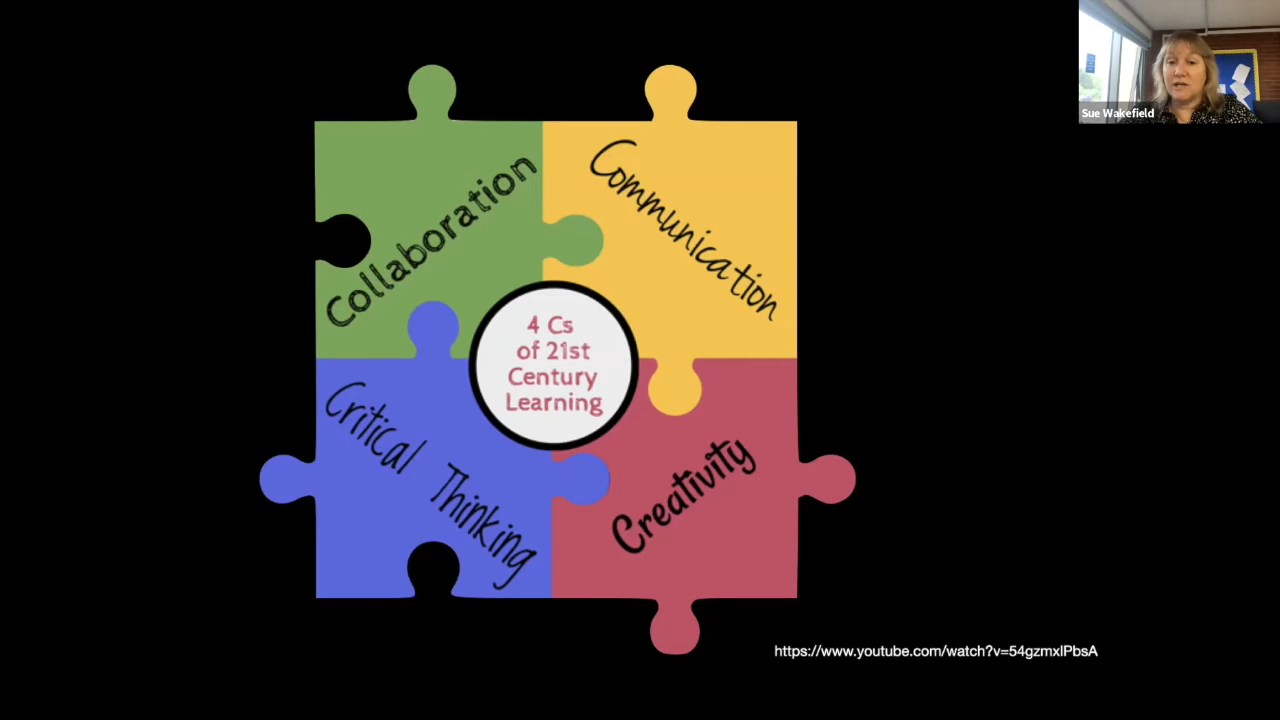 Sue Wakefield
Collaboration
Communication
4 Cs
of 21st
Century
Learning
Critical Thinking
Creativity
https://www.youtube.com/watch?v=54gzmxlPbsA